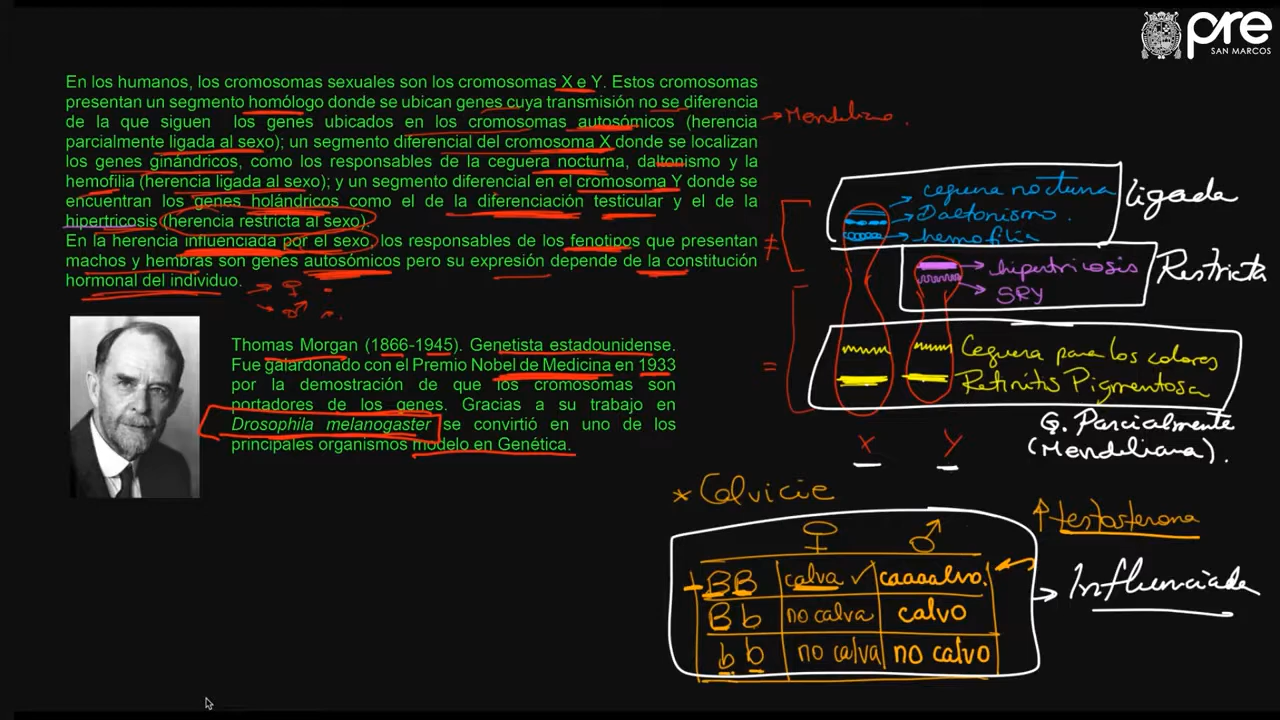 pre
SAN MARCOS
En los humanos, los cromosomas sexuales son los cromosomas X e Y. Estos cromosomas
presentan un segmento homólogo donde se ubican genes cuya transmisión no se diferencia
de la que siguen los genes ubicados en los cromosomas autosómicos (herencia
parcialmente ligada al sexo); un segmento diferencial del cromosoma X donde se localizan
los genes ginándricos, como los responsables de la ceguera nocturna, daltonismo y la
hemofilia (herencia ligada al sexo); y un segmento diferencial en el cromosoma Y donde se
encuentran los genes holándricos como el de la diferenciación testicular y el de la
hipertricosis (herencia restricta al sexo).
En la herencia influenciada por el sexo, los responsables de los fenotipos que presentan
machos y hembras son genes autosómicos pero su expresión depende de la constitución
hormonal del individuo.
→ ♀
→ ♂
→ Mendeliano.
Thomas Morgan (1866-1945). Genetista estadounidense.
Fue galardonado con el Premio Nobel de Medicina en 1933
por la demostración de que los cromosomas son
portadores de los genes. Gracias a su trabajo en
Drosophila melanogaster se convirtió en uno de los
principales organismos modelo en Genética.
ceguera nocturna
Daltonismo.
hemofilia
ligada
≠
hipertricosis
SRY
Restricta
=
Ceguera para los colores
Retinitis Pigmentosa
X Y
G. Parcialmente
(Mendeliana).
* Calvicie
↑ testosterona
♀ ♂
BB calva ✓ caaaalvo.
Bb no calva calvo
bb no calva no calvo
→ Influenciada